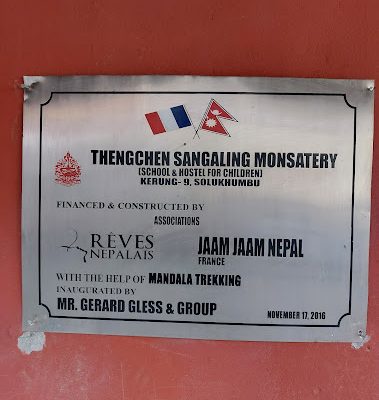 THENGCHEN SANGALING MONSATERY
(SCHOOL & HOSTEL FOR CHILDREN)
KERUNG- 9, SOLUKHUMBU
FINANCED & CONSTRUCTED BY
ASSOCIATIONS
RÊVES
NEPALAIS
JAAM JAAM NEPAL
FRANCE
WITH THE HELP OF MANDALA TREKKING
INAUGURATED BY
MR. GERARD GLESS & GROUP
NOVEMBER 17, 2016